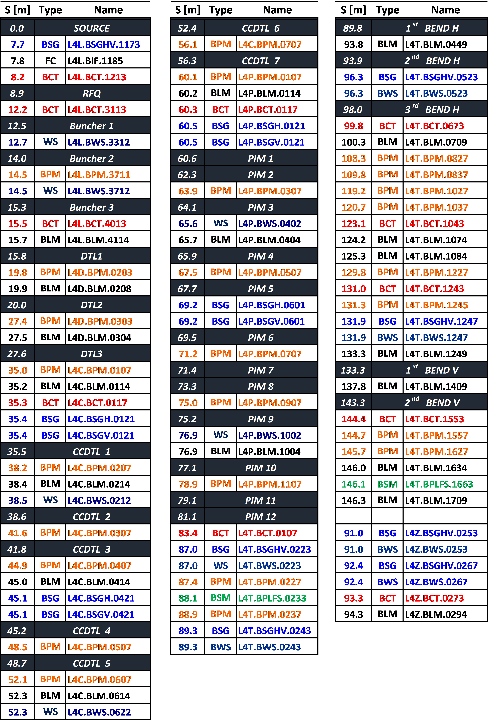 S [m] Type Name
0.0 SOURCE
7.7 BSG L4L.BSGHV.1173
7.8 FC L4L.BIF.1185
8.2 BCT L4L.BCT.1213
8.9 RFQ
12.2 BCT L4L.BCT.3113
12.5 Buncher 1
12.7 WS L4L.BWS.3312
14.0 Buncher 2
14.5 BPM L4L.BPM.3711
14.5 WS L4L.BWS.3712
15.3 Buncher 3
15.5 BCT L4L.BCT.4013
15.7 BLM L4L.BLM.4114
15.8 DTL1
19.8 BPM L4D.BPM.0203
19.9 BLM L4D.BLM.0208
20.0 DTL2
27.4 BPM L4D.BPM.0303
27.5 BLM L4D.BLM.0304
27.6 DTL3
35.0 BPM L4C.BPM.0107
35.2 BLM L4C.BLM.0114
35.3 BCT L4C.BCT.0117
35.4 BSG L4C.BSGH.0121
35.4 BSG L4C.BSGV.0121
35.5 CCDTL 1
38.2 BPM L4C.BPM.0207
38.4 BLM L4C.BLM.0214
38.5 WS L4C.BWS.0212
38.6 CCDTL 2
41.6 BPM L4C.BPM.0307
41.8 CCDTL 3
44.9 BPM L4C.BPM.0407
45.0 BLM L4C.BLM.0414
45.1 BSG L4C.BSGH.0421
45.1 BSG L4C.BSGV.0421
45.2 CCDTL 4
48.5 BPM L4C.BPM.0507
48.7 CCDTL 5
52.1 BPM L4C.BPM.0607
52.3 BLM L4C.BLM.0614
52.3 WS L4C.BWS.0622
S [m] Type Name
52.4 CCDTL 6
56.1 BPM L4C.BPM.0707
56.3 CCDTL 7
60.1 BPM L4P.BPM.0107
60.2 BLM L4P.BLM.0114
60.3 BCT L4P.BCT.0117
60.5 BSG L4P.BSGH.0121
60.5 BSG L4P.BSGV.0121
60.6 PIM 1
62.3 PIM 2
63.9 BPM L4P.BPM.0307
64.1 PIM 3
65.6 WS L4P.BWS.0402
65.7 BLM L4P.BLM.0404
65.9 PIM 4
67.5 BPM L4P.BPM.0507
67.7 PIM 5
69.2 BSG L4P.BSGH.0601
69.2 BSG L4P.BSGV.0601
69.5 PIM 6
71.2 BPM L4P.BPM.0707
71.4 PIM 7
73.3 PIM 8
75.0 BPM L4P.BPM.0907
75.2 PIM 9
76.9 WS L4P.BWS.1002
76.9 BLM L4P.BLM.1004
77.1 PIM 10
78.9 BPM L4P.BPM.1107
79.1 PIM 11
81.1 PIM 12
83.4 BCT L4T.BCT.0107
87.0 BSG L4T.BSGHV.0223
87.0 WS L4T.BWS.0223
87.4 BPM L4T.BPM.0227
88.1 BSM L4T.BPLFS.0233
88.9 BPM L4T.BPM.0237
89.3 BSG L4T.BSGHV.0243
89.3 BWS L4T.BWS.0243
S [m] Type Name
89.8 1st BEND H
93.8 BLM L4T.BLM.0449
93.9 2nd BEND H
96.3 BSG L4T.BSGHV.0523
96.3 BWS L4T.BWS.0523
98.0 3rd BEND H
99.8 BCT L4T.BCT.0673
100.3 BLM L4T.BLM.0709
108.3 BPM L4T.BPM.0827
109.8 BPM L4T.BPM.0837
119.2 BPM L4T.BPM.1027
120.7 BPM L4T.BPM.1037
123.1 BCT L4T.BCT.1043
124.2 BLM L4T.BLM.1074
125.3 BLM L4T.BLM.1084
129.8 BPM L4T.BPM.1227
131.0 BCT L4T.BCT.1243
131.3 BPM L4T.BPM.1245
131.9 BSG L4T.BSGHV.1247
131.9 BWS L4T.BWS.1247
133.3 BLM L4T.BLM.1249
133.3 1st BEND V
137.8 BLM L4T.BLM.1409
143.3 2nd BEND V
144.4 BCT L4T.BCT.1553
144.7 BPM L4T.BPM.1557
145.7 BPM L4T.BPM.1627
146.0 BLM L4T.BLM.1634
146.1 BSM L4T.BPLFS.1663
146.3 BLM L4T.BLM.1709
91.0 BSG L4Z.BSGHV.0253
91.0 BWS L4Z.BWS.0253
92.4 BSG L4Z.BSGHV.0267
92.4 BWS L4Z.BWS.0267
93.3 BCT L4Z.BCT.0273
94.3 BLM L4Z.BLM.0294